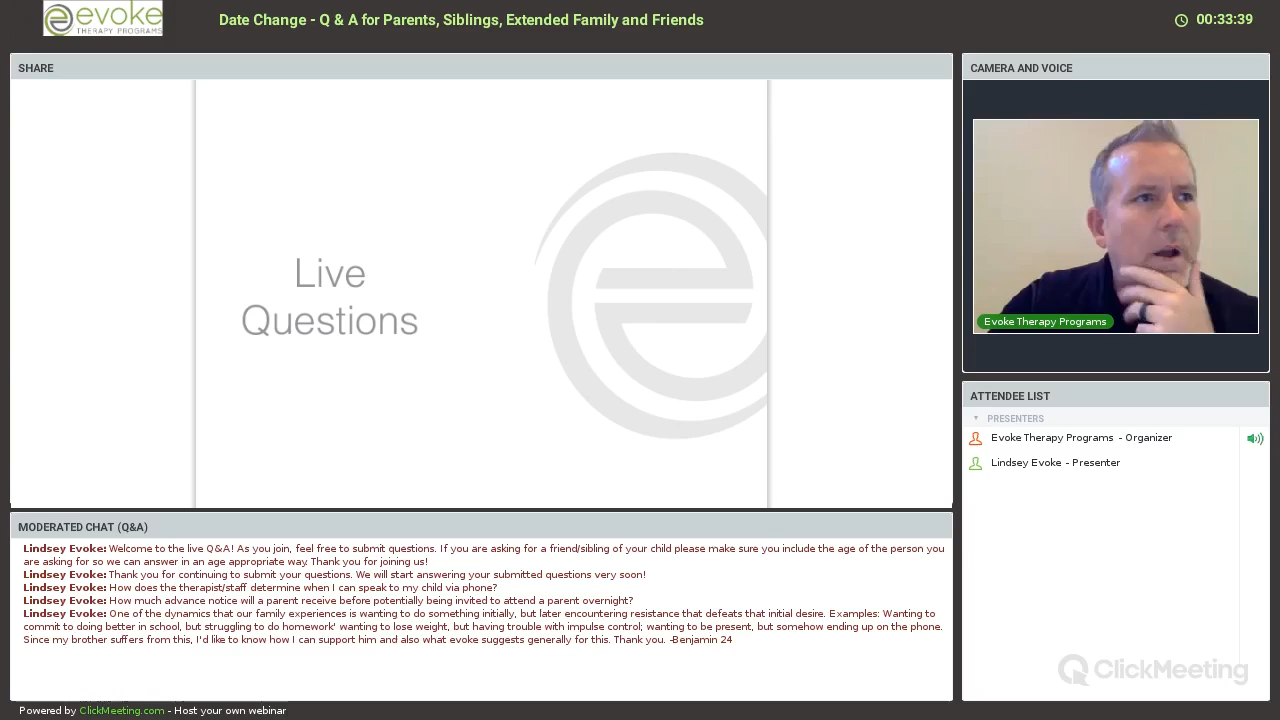 evoke
THERAPY PROGRAMS
Date Change - Q & A for Parents, Siblings, Extended Family and Friends
00:33:39
SHARE
Live
Questions
CAMERA AND VOICE
Evoke Therapy Programs
ATTENDEE LIST
PRESENTERS
Evoke Therapy Programs - Organizer
Lindsey Evoke - Presenter
MODERATED CHAT (Q&A)
Lindsey Evoke: Welcome to the live Q&A! As you join, feel free to submit questions. If you are asking for a friend/sibling of your child please make sure you include the age of the person you
are asking for so we can answer in an age appropriate way. Thank you for joining us!
Lindsey Evoke: Thank you for continuing to submit your questions. We will start answering your submitted questions very soon!
Lindsey Evoke: How does the therapist/staff determine when I can speak to my child via phone?
Lindsey Evoke: How much advance notice will a parent receive before potentially being invited to attend a parent overnight?
Lindsey Evoke: One of the dynamics that our family experiences is wanting to do something initially, but later encountering resistance that defeats that initial desire. Examples: Wanting to
commit to doing better in school, but struggling to do homework' wanting to lose weight, but having trouble with impulse control; wanting to be present, but somehow ending up on the phone.
Since my brother suffers from this, I'd like to know how I can support him and also what evoke suggests generally for this. Thank you. -Benjamin 24
ClickMeeting
Powered by ClickMeeting.com - Host your own webinar